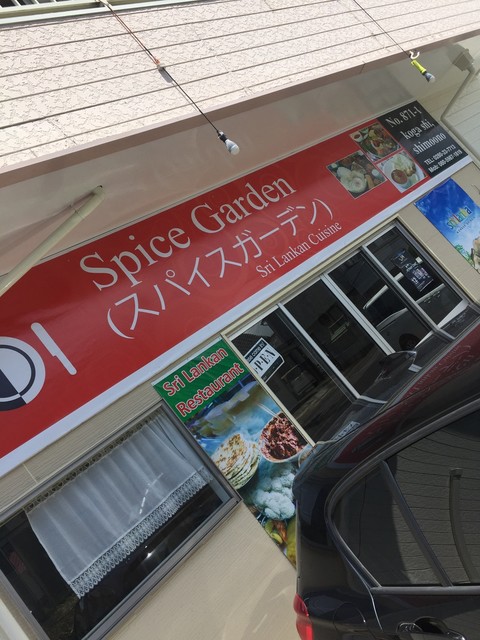 Spice Garden
(スパイスガーデン)
Sri Lankan Cuisine
No. 871-1
koga shi,
shimoono
Sri Lankan
Restaurant
OPEN